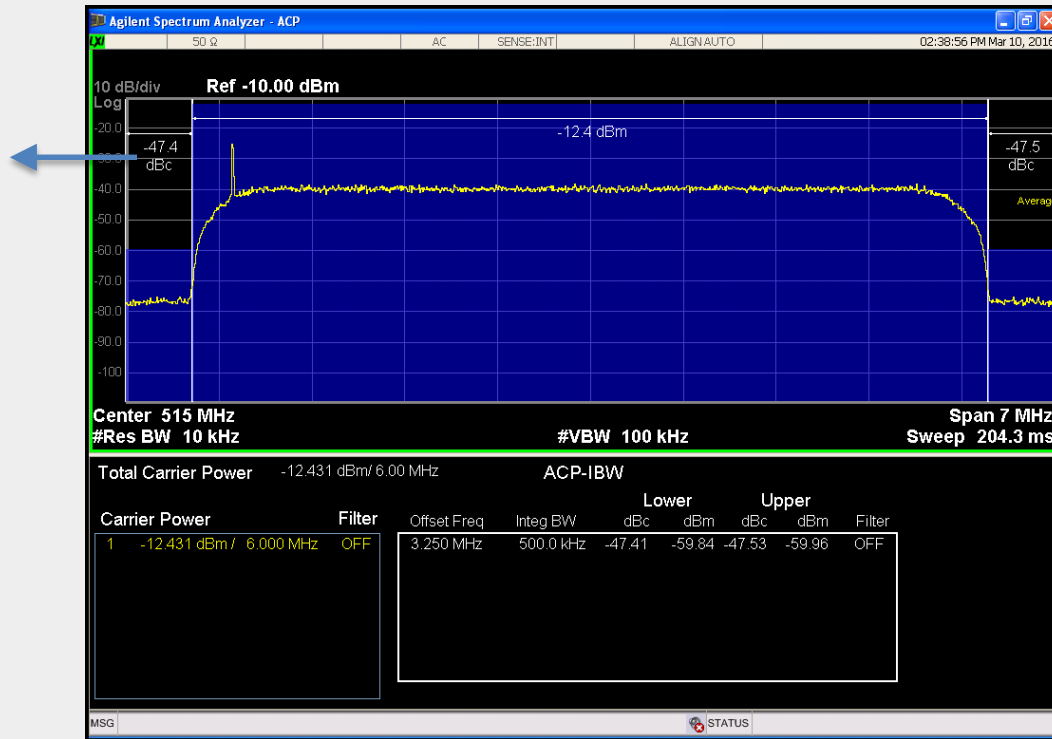 Agilent Spectrum Analyzer - ACP
LXI 50 Ω AC SENSE:INT ALIGN AUTO 02:38:56 PM Mar 10, 2016
10 dB/div Ref -10.00 dBm
Log
-20.0
-12.4 dBm
-47.4
dBc
-47.5
dBc
-40.0
Averag
-50.0
-60.0
-70.0
-80.0
-90.0
-100
Center 515 MHz Span 7 MHz
#Res BW 10 kHz #VBW 100 kHz Sweep 204.3 ms
Total Carrier Power -12.431 dBm/ 6.00 MHz ACP-IBW
Lower Upper
Carrier Power Filter Offset Freq Integ BW dBc dBm dBc dBm Filter
1 -12.431 dBm / 6.000 MHz OFF 3.250 MHz 500.0 kHz -47.41 -59.84 -47.53 -59.96 OFF
MSG STATUS